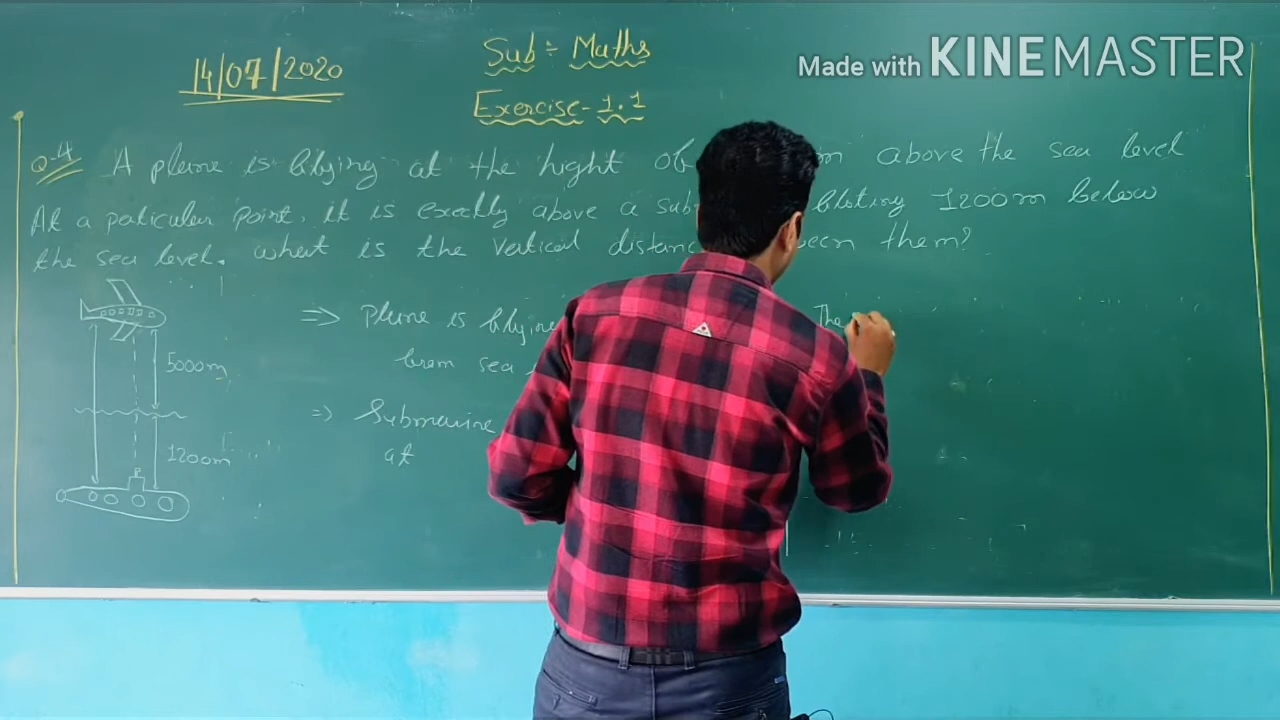 14/07/2020
Sub:- Maths
Made with KINEMASTER
Exercise-1.1
Q-4 A plane is flying at the hight of m above the sea level
At a paticular point, it is exectly above a sub floting 1200m below
the sea level. what is the vertical distanc them?
5000m
1200m
⇒ plane is flying
from sea
⇒ Submarine
at
The